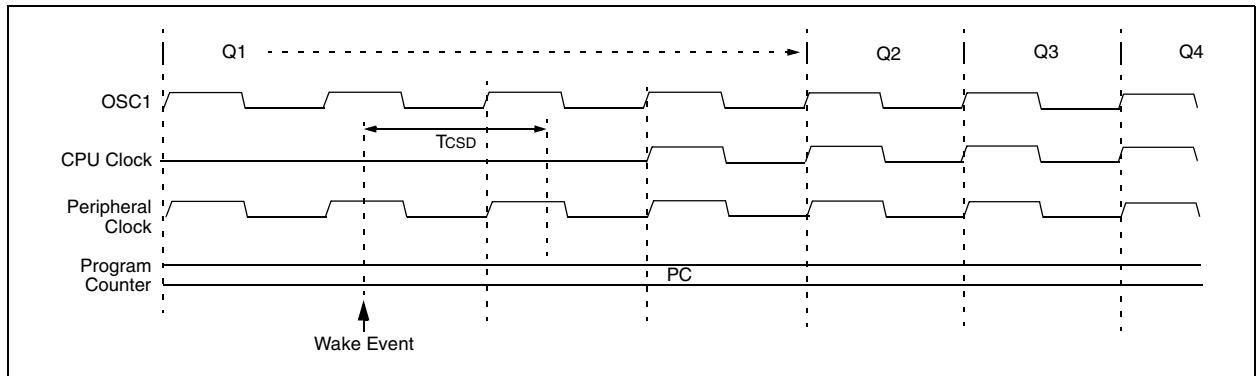 Q1 Q2 Q3 Q4
OSC1
TCSD
CPU Clock
Peripheral
Clock
Program
Counter
PC
Wake Event